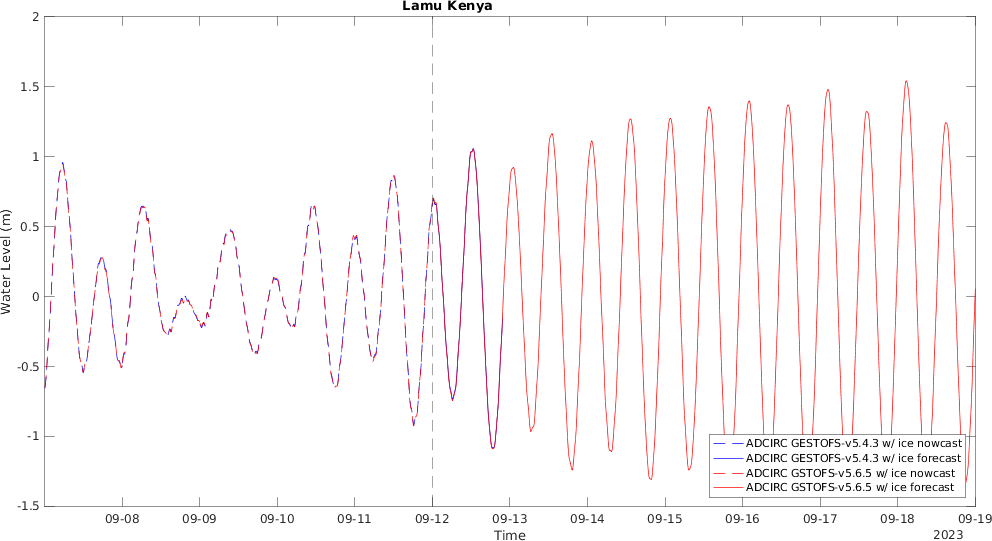 Lamu Kenya
2
1.5
1
0.5
0
-0.5
-1
-1.5
Water Level (m)
ADCIRC GESTOFS-v5.4.3 w/ ice nowcast
ADCIRC GESTOFS-v5.4.3 w/ ice forecast
ADCIRC GSTOFS-v5.6.5 w/ ice nowcast
ADCIRC GSTOFS-v5.6.5 w/ ice forecast
09-08 09-09 09-10 09-11 09-12 09-13 09-14 09-15 09-16 09-17 09-18 09-19
Time
2023